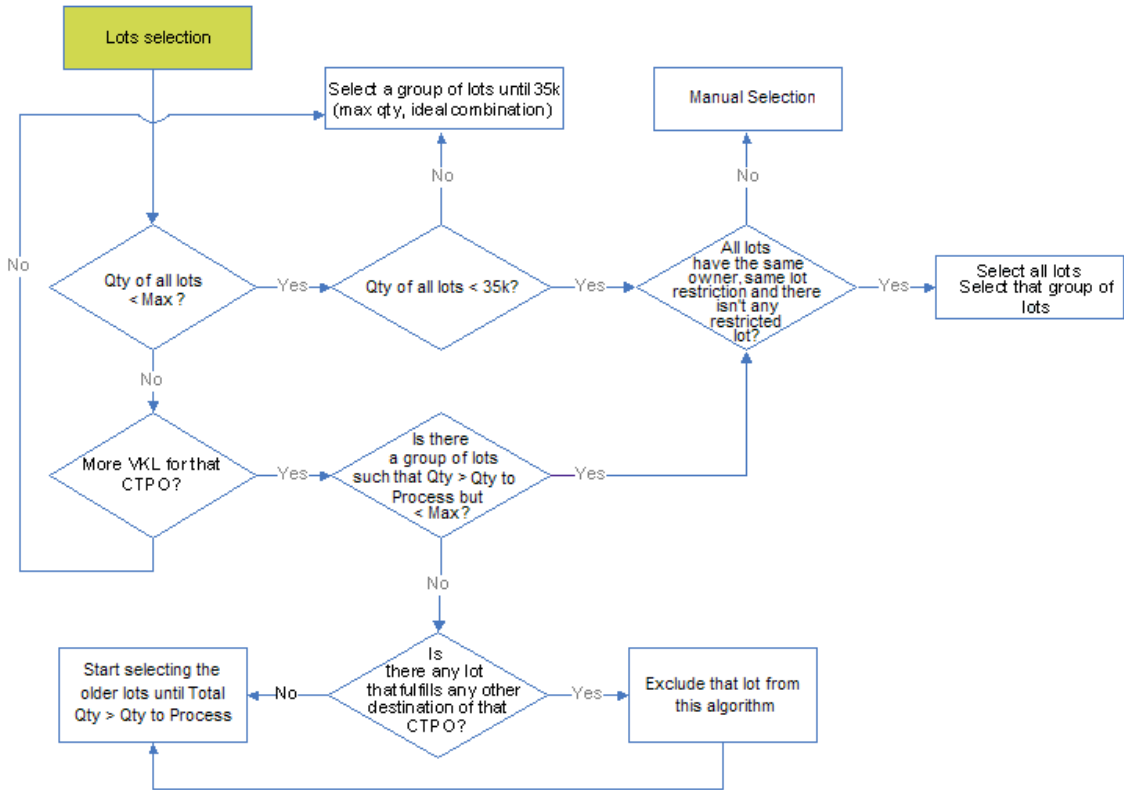 Lots selection
Select a group of lots until 35k
(max qty, ideal combination)
Manual Selection
No
No
No
Qty of all lots
< Max ?
Yes
Qty of all lots < 35k?
Yes
All lots
have the same
owner, same lot
restriction and there
isn't any
restricted
lot?
Yes
Select all lots
Select that group of
lots
No
More VKL for that
CTPO?
Yes
Is there
a group of lots
such that Qty > Qty to
Process but
< Max?
Yes
No
Start selecting the
older lots until Total
Qty > Qty to Process
No
Is
there any lot
that fulfills any other
destination of that
CTPO?
Yes
Exclude that lot from
this algorithm